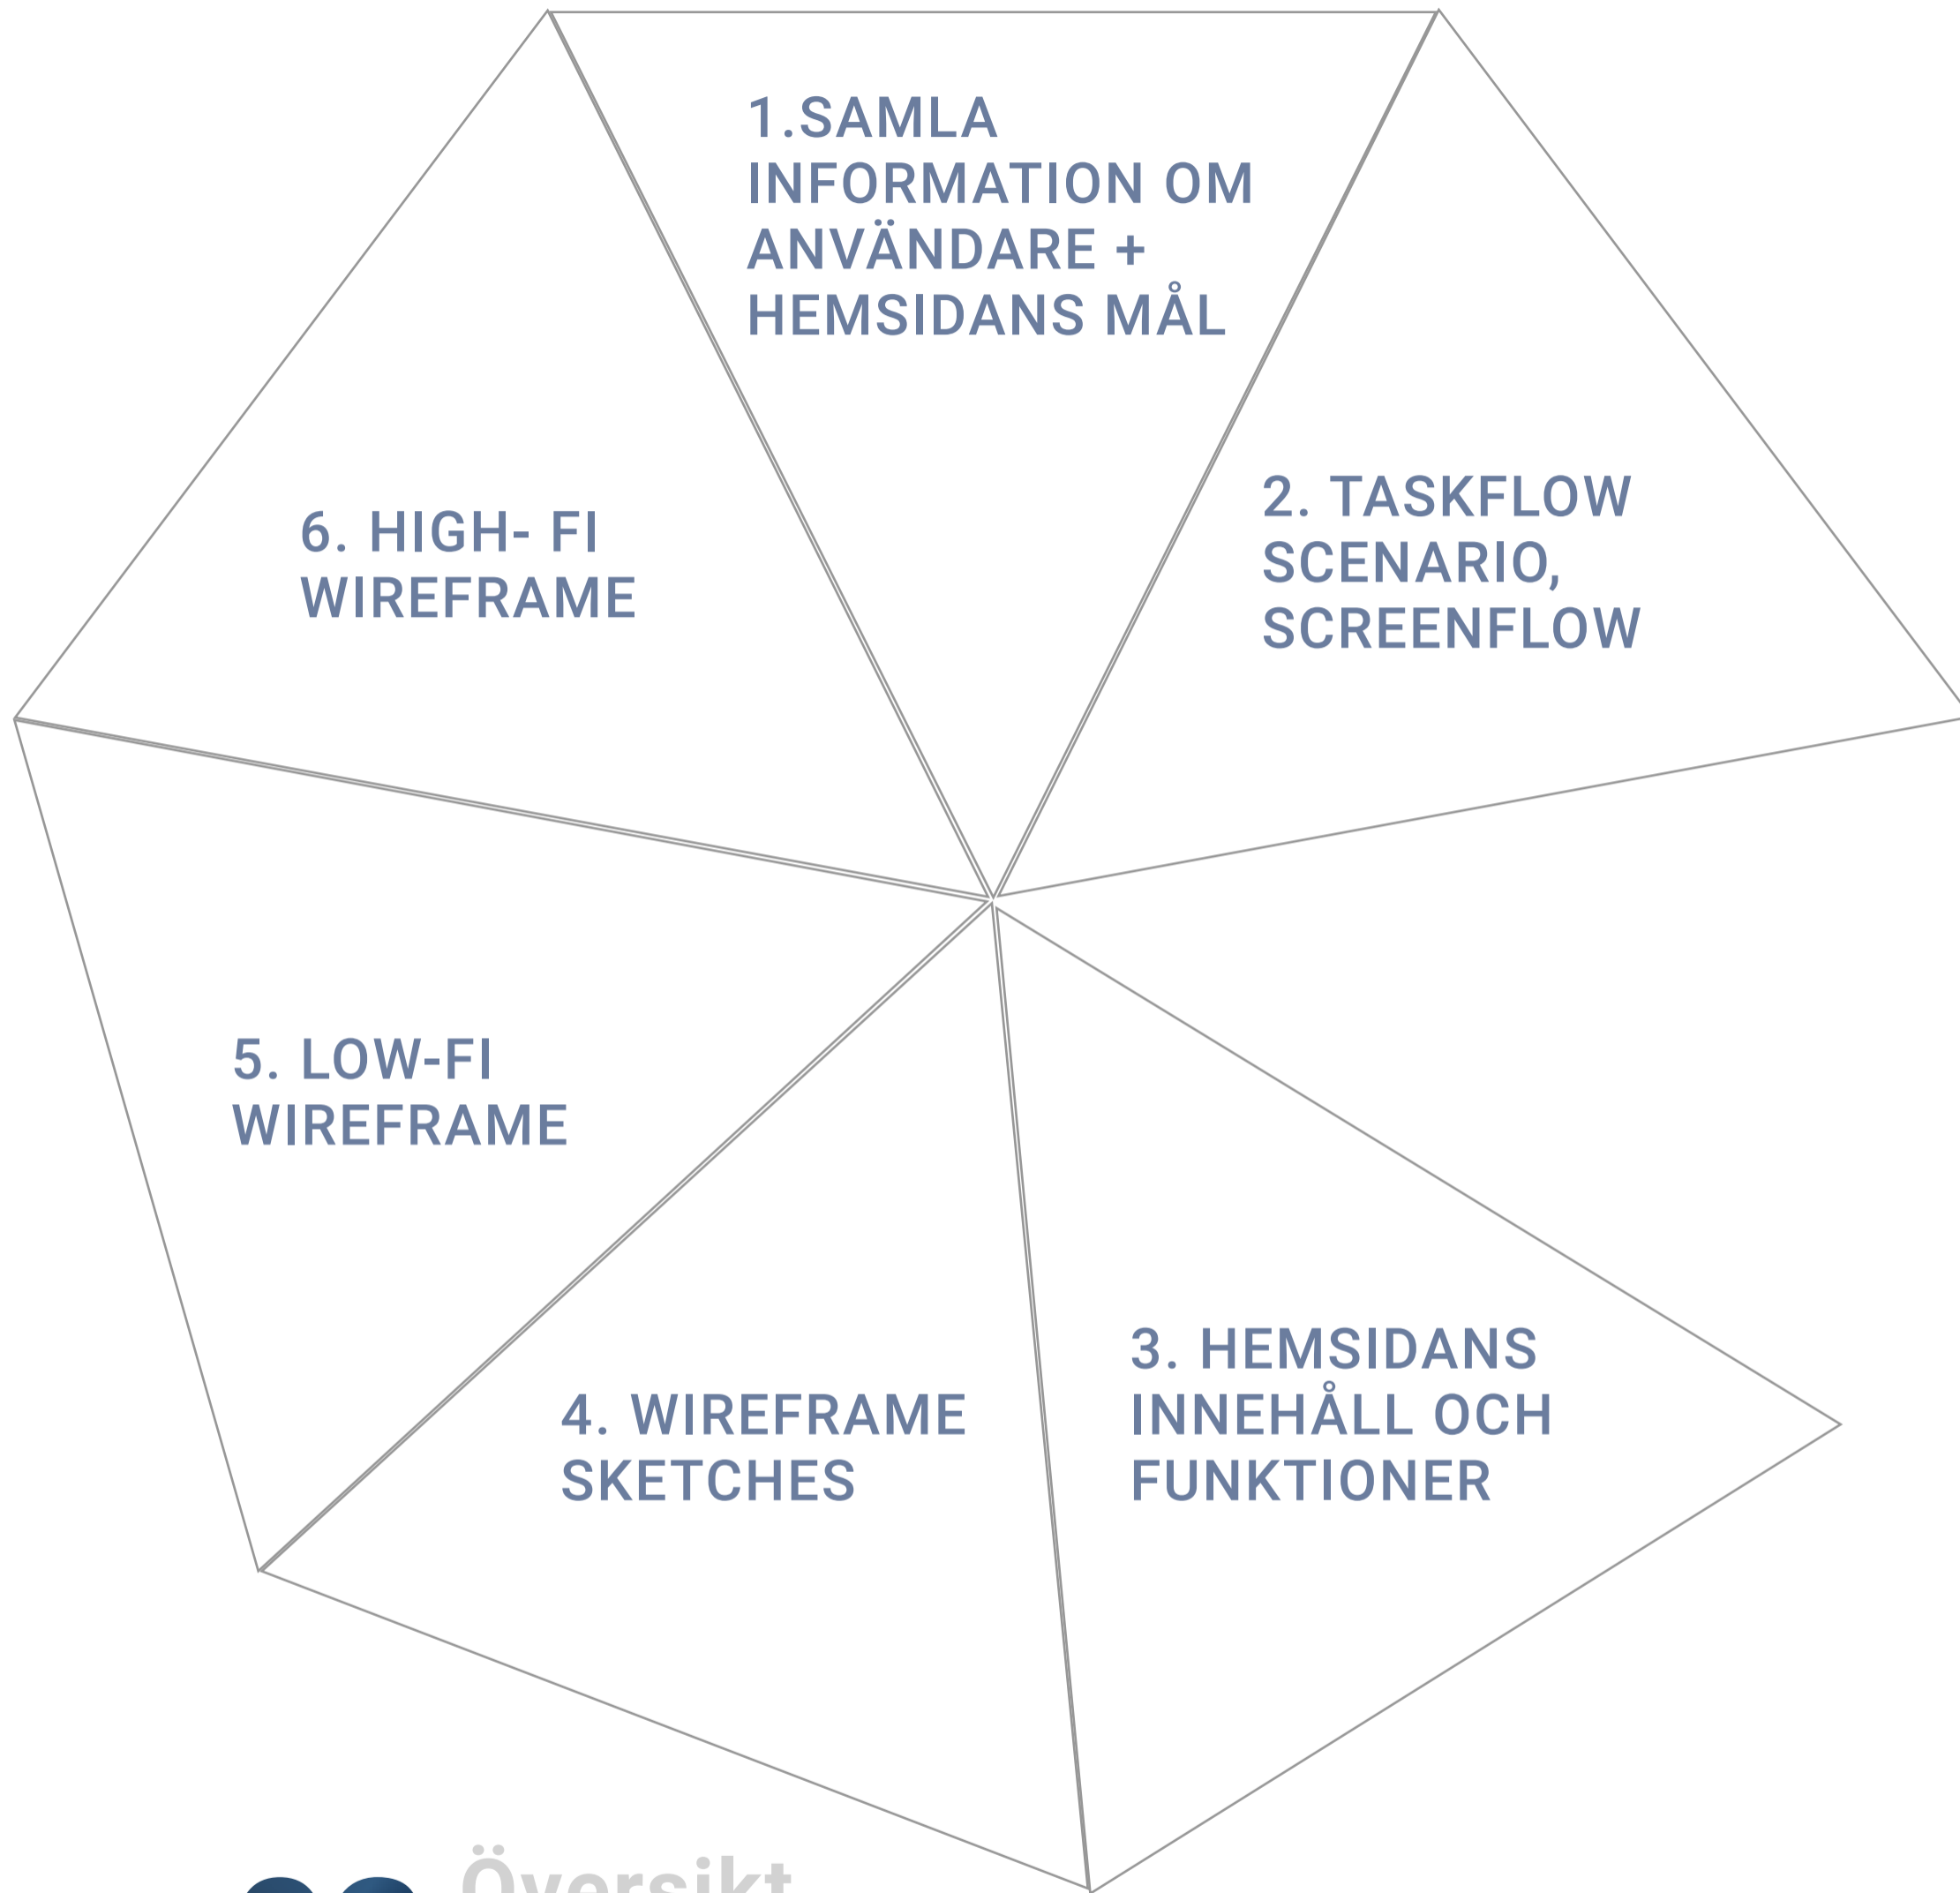 1.SAMLA
INFORMATION OM
ANVÄNDARE +
HEMSIDANS MÅL
2. TASKFLOW
SCENARIO,
SCREENFLOW
3. HEMSIDANS
INNEHÅLL OCH
FUNKTIONER
4. WIREFRAME
SKETCHES
5. LOW-FI
WIREFRAME
6. HIGH- FI
WIREFRAME
Översikt